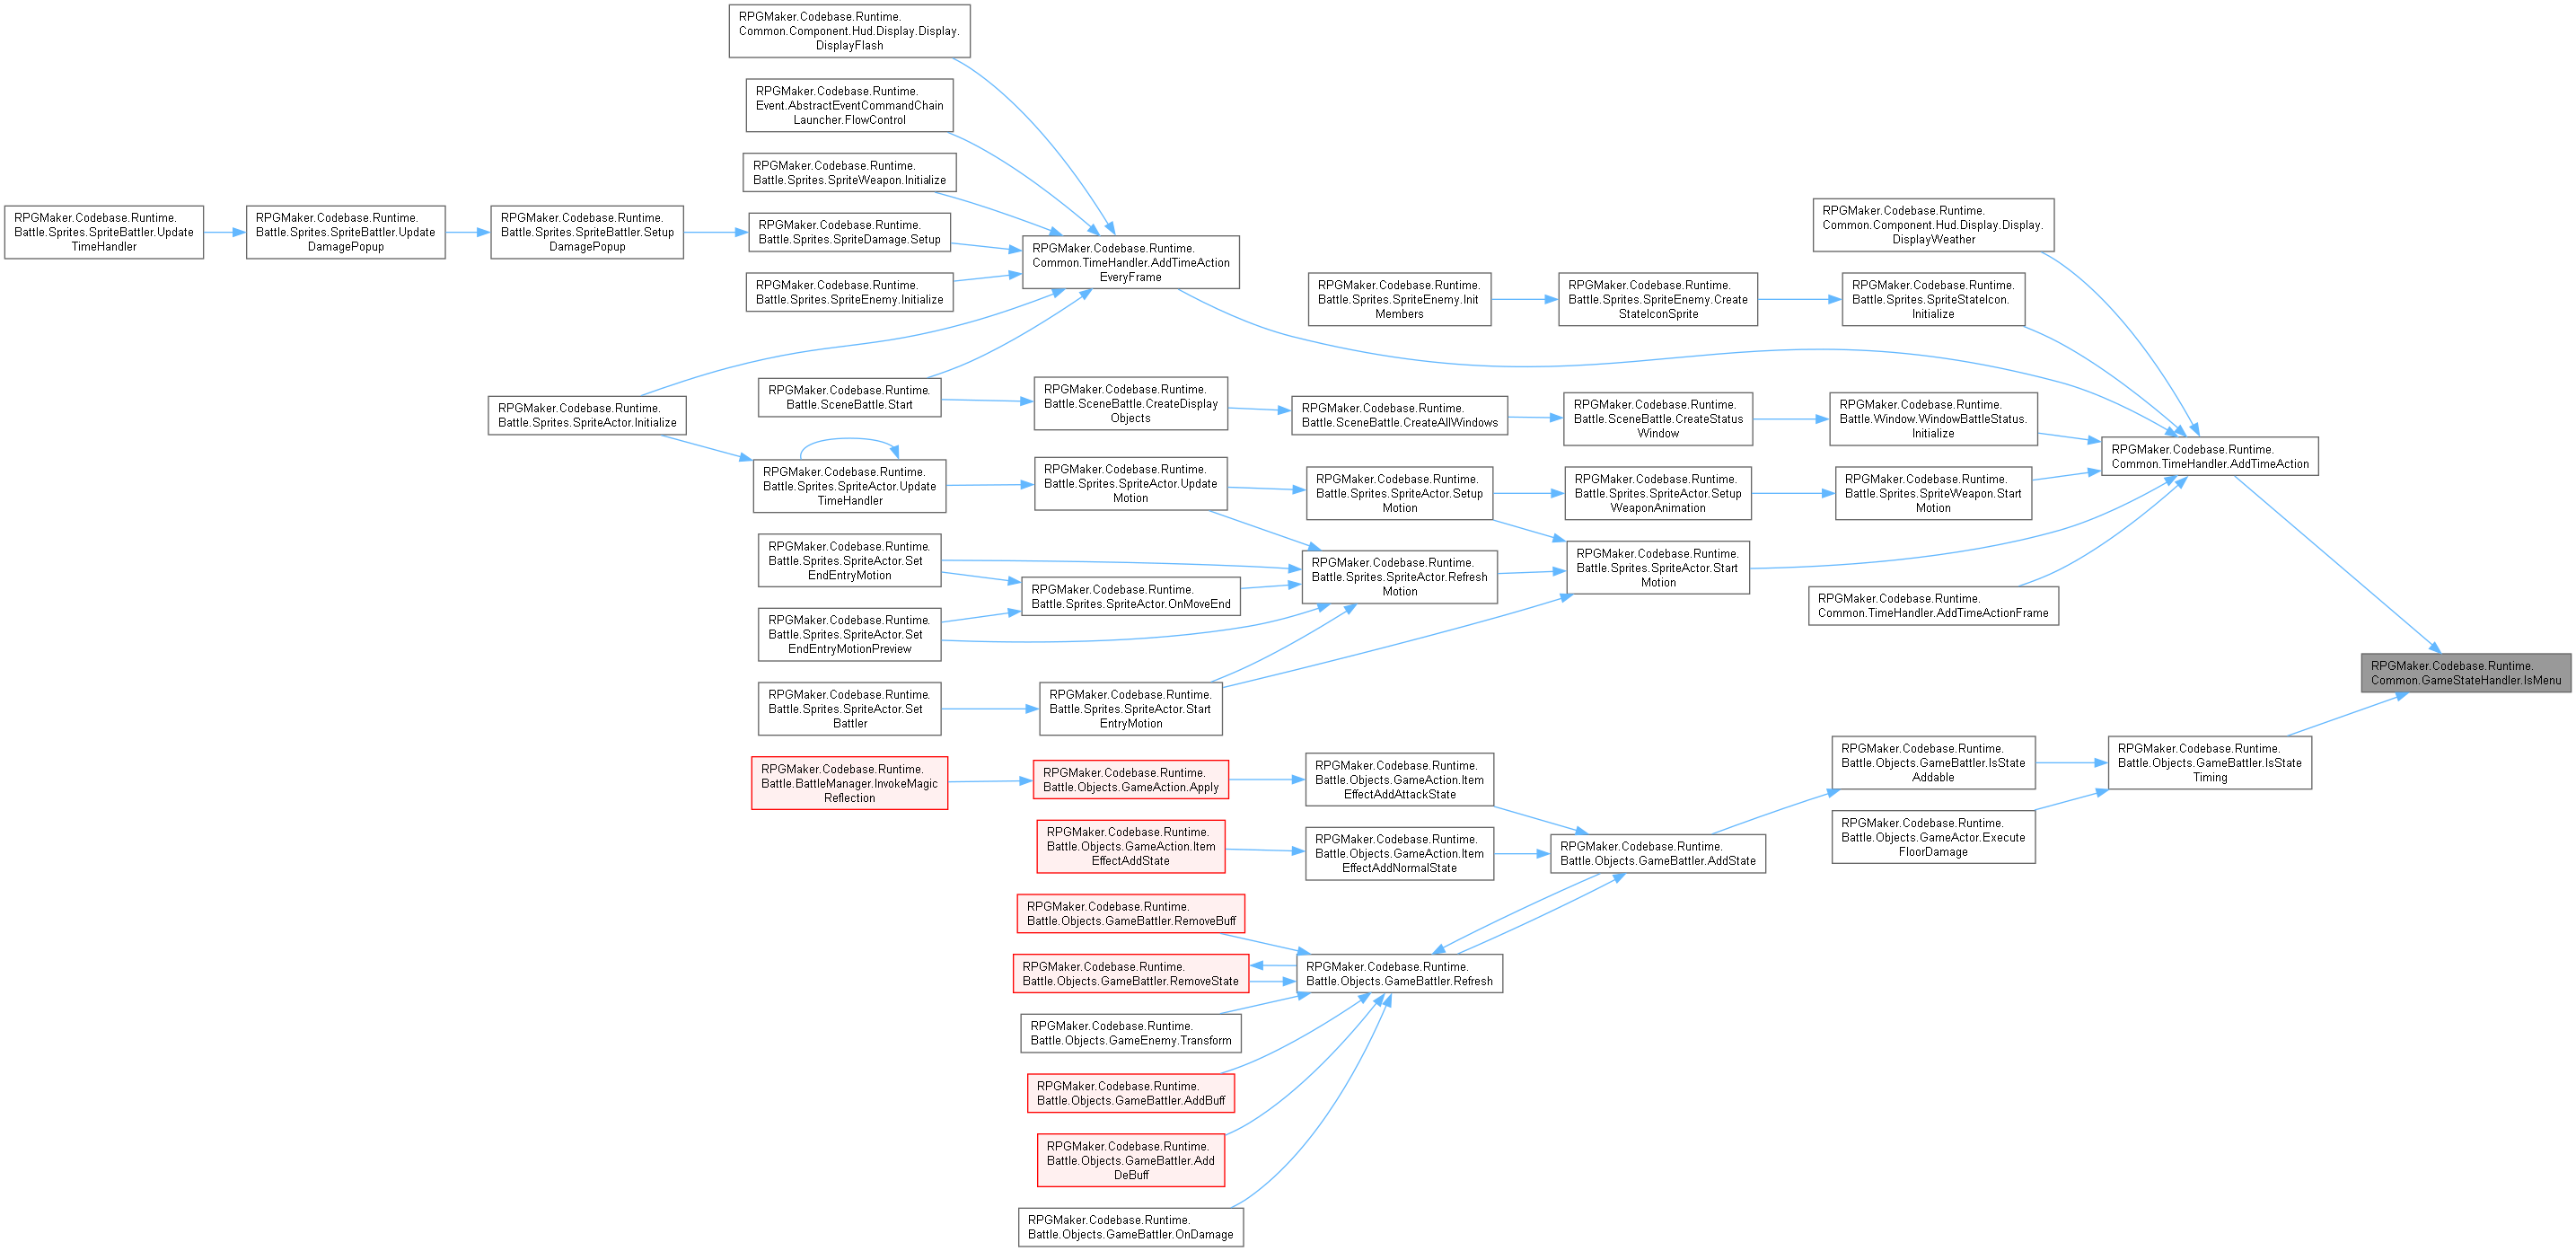 RPGMaker.Codebase.Runtime.
Common.Component.Hud.Display.Display.
DisplayFlash
RPGMaker.Codebase.Runtime.
Event.AbstractEventCommandChain
Launcher.FlowControl
RPGMaker.Codebase.Runtime.
Battle.Sprites.SpriteWeapon.Initialize
RPGMaker.Codebase.Runtime.
Battle.Sprites.SpriteBattler.Update
TimeHandler
RPGMaker.Codebase.Runtime.
Battle.Sprites.SpriteBattler.Update
DamagePopup
RPGMaker.Codebase.Runtime.
Battle.Sprites.SpriteBattler.Setup
DamagePopup
RPGMaker.Codebase.Runtime.
Battle.Sprites.SpriteDamage.Setup
RPGMaker.Codebase.Runtime.
Common.TimeHandler.AddTimeAction
EveryFrame
RPGMaker.Codebase.Runtime.
Common.Component.Hud.Display.Display.
DisplayWeather
RPGMaker.Codebase.Runtime.
Battle.Sprites.SpriteEnemy.Initialize
RPGMaker.Codebase.Runtime.
Battle.Sprites.SpriteEnemy.Init
Members
RPGMaker.Codebase.Runtime.
Battle.Sprites.SpriteEnemy.Create
StateIconSprite
RPGMaker.Codebase.Runtime.
Battle.Sprites.SpriteStateIcon.
Initialize
RPGMaker.Codebase.Runtime.
Battle.Sprites.SpriteActor.Initialize
RPGMaker.Codebase.Runtime.
Battle.SceneBattle.Start
RPGMaker.Codebase.Runtime.
Battle.SceneBattle.CreateDisplay
Objects
RPGMaker.Codebase.Runtime.
Battle.SceneBattle.CreateAllWindows
RPGMaker.Codebase.Runtime.
Battle.SceneBattle.CreateStatus
Window
RPGMaker.Codebase.Runtime.
Battle.Window.WindowBattleStatus.
Initialize
RPGMaker.Codebase.Runtime.
Common.TimeHandler.AddTimeAction
RPGMaker.Codebase.Runtime.
Battle.Sprites.SpriteActor.Update
TimeHandler
RPGMaker.Codebase.Runtime.
Battle.Sprites.SpriteActor.Update
Motion
RPGMaker.Codebase.Runtime.
Battle.Sprites.SpriteActor.Setup
Motion
RPGMaker.Codebase.Runtime.
Battle.Sprites.SpriteActor.Setup
WeaponAnimation
RPGMaker.Codebase.Runtime.
Battle.Sprites.SpriteWeapon.Start
Motion
RPGMaker.Codebase.Runtime.
Battle.Sprites.SpriteActor.Set
EndEntryMotion
RPGMaker.Codebase.Runtime.
Battle.Sprites.SpriteActor.OnMoveEnd
RPGMaker.Codebase.Runtime.
Battle.Sprites.SpriteActor.Refresh
Motion
RPGMaker.Codebase.Runtime.
Battle.Sprites.SpriteActor.Start
Motion
RPGMaker.Codebase.Runtime.
Common.TimeHandler.AddTimeActionFrame
RPGMaker.Codebase.Runtime.
Battle.Sprites.SpriteActor.Set
EndEntryMotionPreview
RPGMaker.Codebase.Runtime.
Common.GameStateHandler.IsMenu
RPGMaker.Codebase.Runtime.
Battle.Sprites.SpriteActor.Set
Battler
RPGMaker.Codebase.Runtime.
Battle.Sprites.SpriteActor.Start
EntryMotion
RPGMaker.Codebase.Runtime.
Battle.BattleManager.InvokeMagic
Reflection
RPGMaker.Codebase.Runtime.
Battle.Objects.GameAction.Apply
RPGMaker.Codebase.Runtime.
Battle.Objects.GameAction.Item
EffectAddAttackState
RPGMaker.Codebase.Runtime.
Battle.Objects.GameBattler.IsState
Addable
RPGMaker.Codebase.Runtime.
Battle.Objects.GameBattler.IsState
Timing
RPGMaker.Codebase.Runtime.
Battle.Objects.GameAction.Item
EffectAddState
RPGMaker.Codebase.Runtime.
Battle.Objects.GameAction.Item
EffectAddNormalState
RPGMaker.Codebase.Runtime.
Battle.Objects.GameBattler.AddState
RPGMaker.Codebase.Runtime.
Battle.Objects.GameActor.Execute
FloorDamage
RPGMaker.Codebase.Runtime.
Battle.Objects.GameBattler.RemoveBuff
RPGMaker.Codebase.Runtime.
Battle.Objects.GameBattler.RemoveState
RPGMaker.Codebase.Runtime.
Battle.Objects.GameBattler.Refresh
RPGMaker.Codebase.Runtime.
Battle.Objects.GameEnemy.Transform
RPGMaker.Codebase.Runtime.
Battle.Objects.GameBattler.AddBuff
RPGMaker.Codebase.Runtime.
Battle.Objects.GameBattler.Add
DeBuff
RPGMaker.Codebase.Runtime.
Battle.Objects.GameBattler.OnDamage